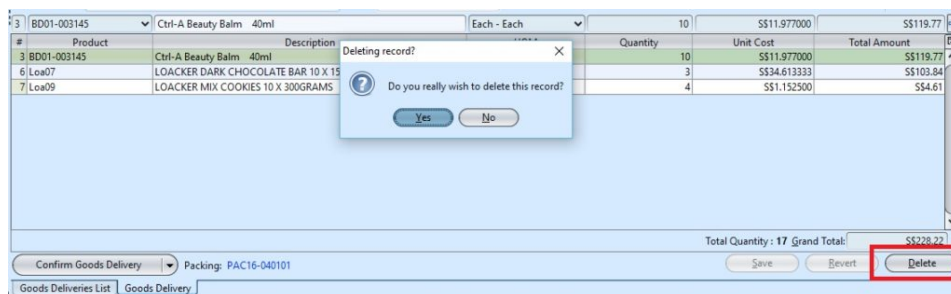 3 BD01-003145 Ctrl-A Beauty Balm 40ml Each - Each 10 S$11.977000 S$119.77
# Product Description Quantity Unit Cost Total Amount
3 BD01-003145 Ctrl-A Beauty Balm 40ml 10 S$11.977000 S$119.77
6 Loa07 LOACKER DARK CHOCOLATE BAR 10 X 15 3 S$34.613333 S$103.84
7 Loa09 LOACKER MIX COOKIES 10 X 300GRAMS 4 S$1.152500 S$4.61
Deleting record?
Do you really wish to delete this record?
Yes No
Total Quantity : 17 Grand Total: S$228.22
Confirm Goods Delivery Packing: PAC16-040101 Save Revert Delete
Goods Deliveries List Goods Delivery